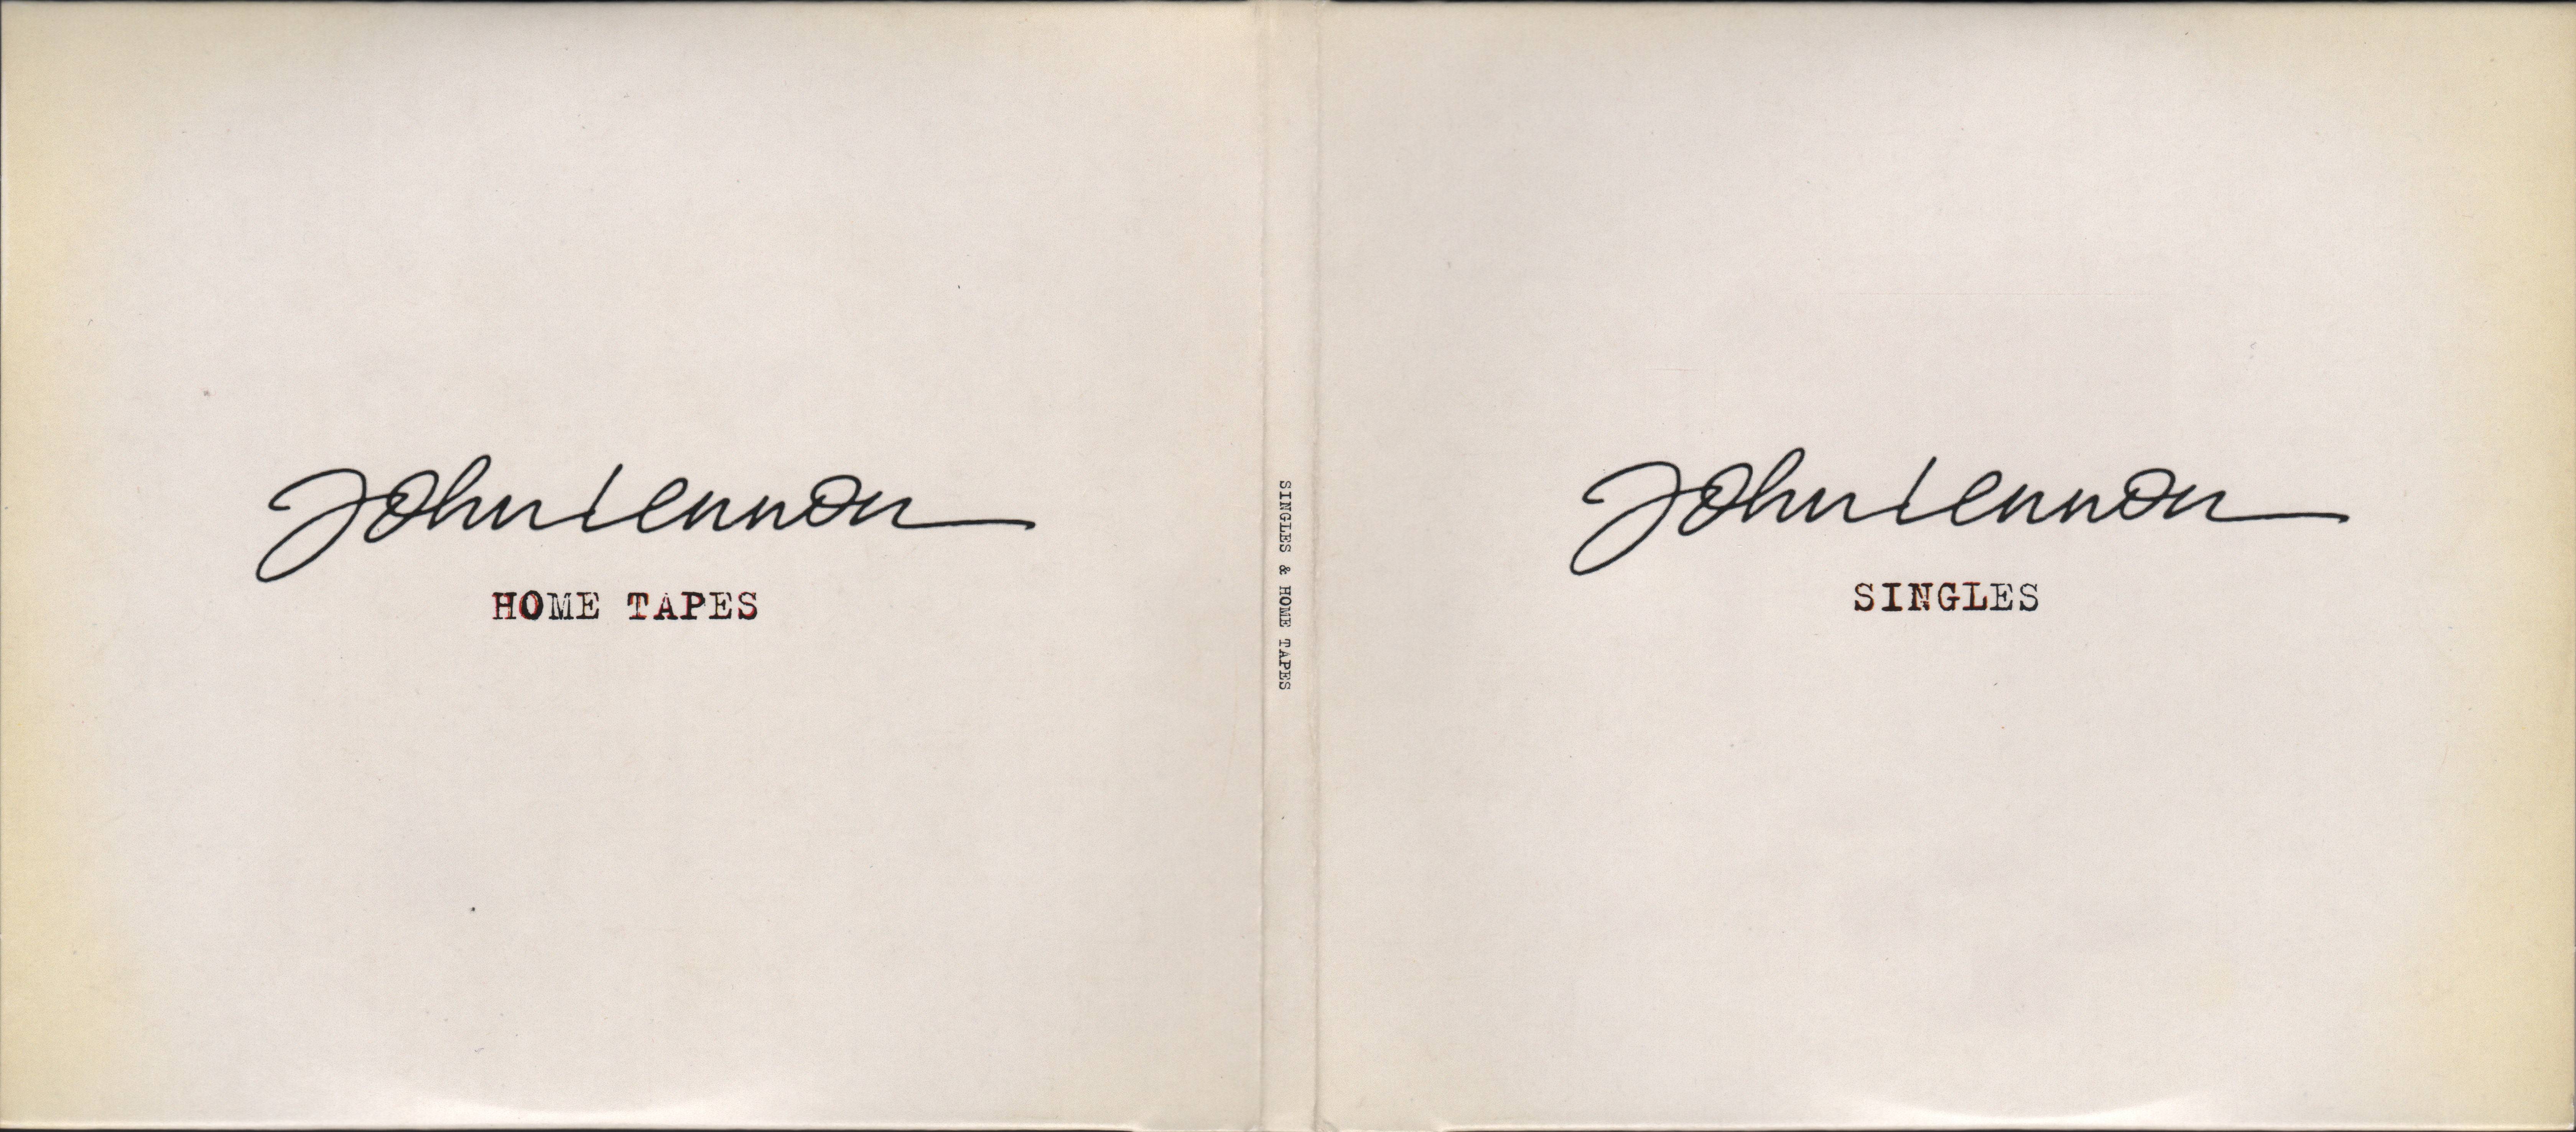 John Lennon
HOME TAPES
SINGLES & HOME TAPES
John Lennon
SINGLES